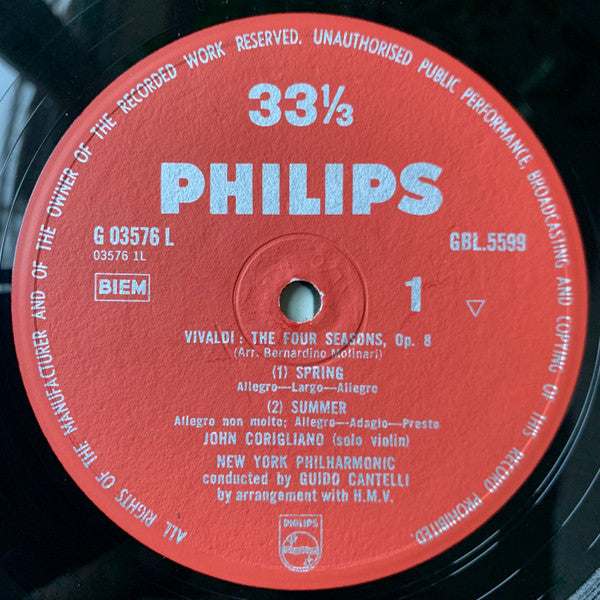 ALL RIGHTS OF THE MANUFACTURER AND OF THE OWNER OF THE RECORDED WORK RESERVED. UNAUTHORISED PUBLIC PERFORMANCE, BROADCASTING AND COPYING OF THIS RECORD PROHIBITED.
33⅓
PHILIPS
G 03576 L
GBL.5599
03576 1L
BIEM
1
VIVALDI: THE FOUR SEASONS, Op. 8
(Arr. Bernardino Molinari)
(1) SPRING
Allegro—Largo—Allegro
(2) SUMMER
Allegro non molto; Allegro—Adagio—Presto
JOHN CORIGLIANO (solo violin)
NEW YORK PHILHARMONIC
conducted by GUIDO CANTELLI
by arrangement with H.M.V.
PHILIPS